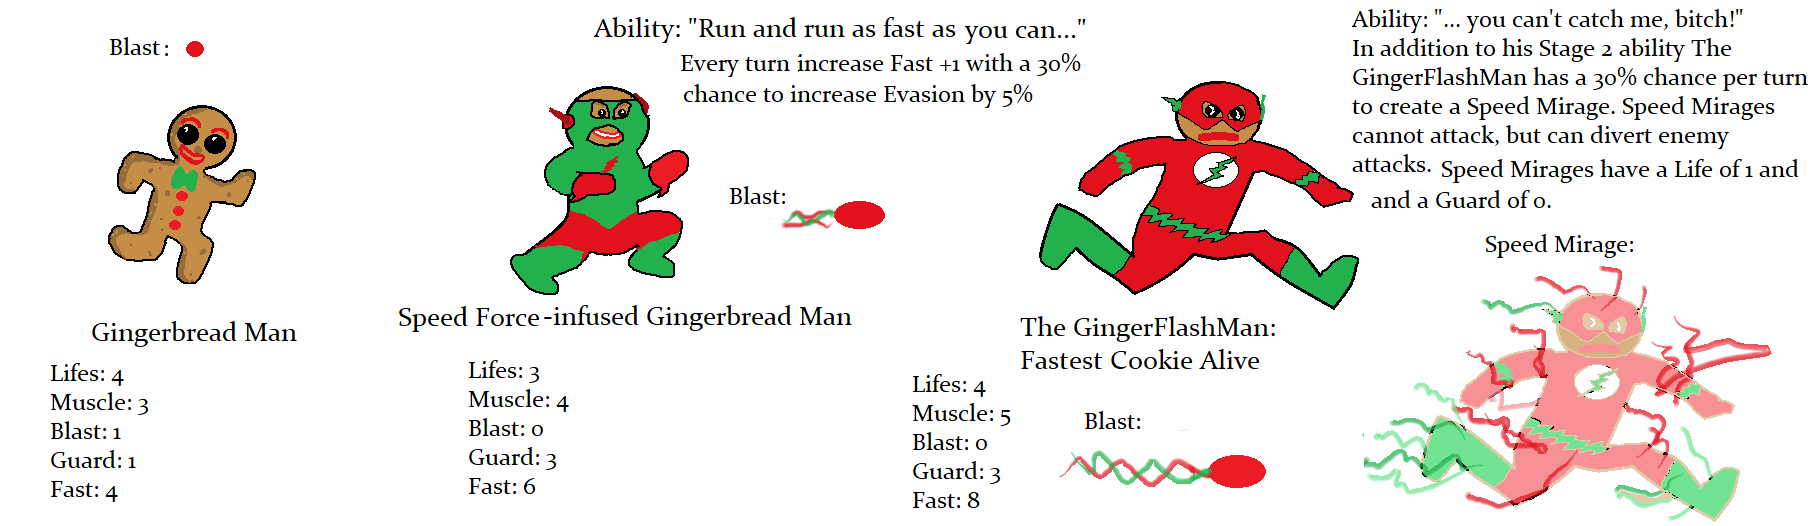 Blast:
Gingerbread Man
Lifes: 4
Muscle: 3
Blast: 1
Guard: 1
Fast: 4
Ability: "Run and run as fast as you can..."
Every turn increase Fast +1 with a 30%
chance to increase Evasion by 5%
Blast:
Speed Force-infused Gingerbread Man
Lifes: 3
Muscle: 4
Blast: 0
Guard: 3
Fast: 6
Ability: "... you can't catch me, bitch!"
In addition to his Stage 2 ability The
GingerFlashMan has a 30% chance per turn
to create a Speed Mirage. Speed Mirages
cannot attack, but can divert enemy
attacks. Speed Mirages have a Life of 1 and
and a Guard of 0.
Speed Mirage:
The GingerFlashMan:
Fastest Cookie Alive
Lifes: 4
Muscle: 5
Blast: 0
Guard: 3
Fast: 8
Blast: